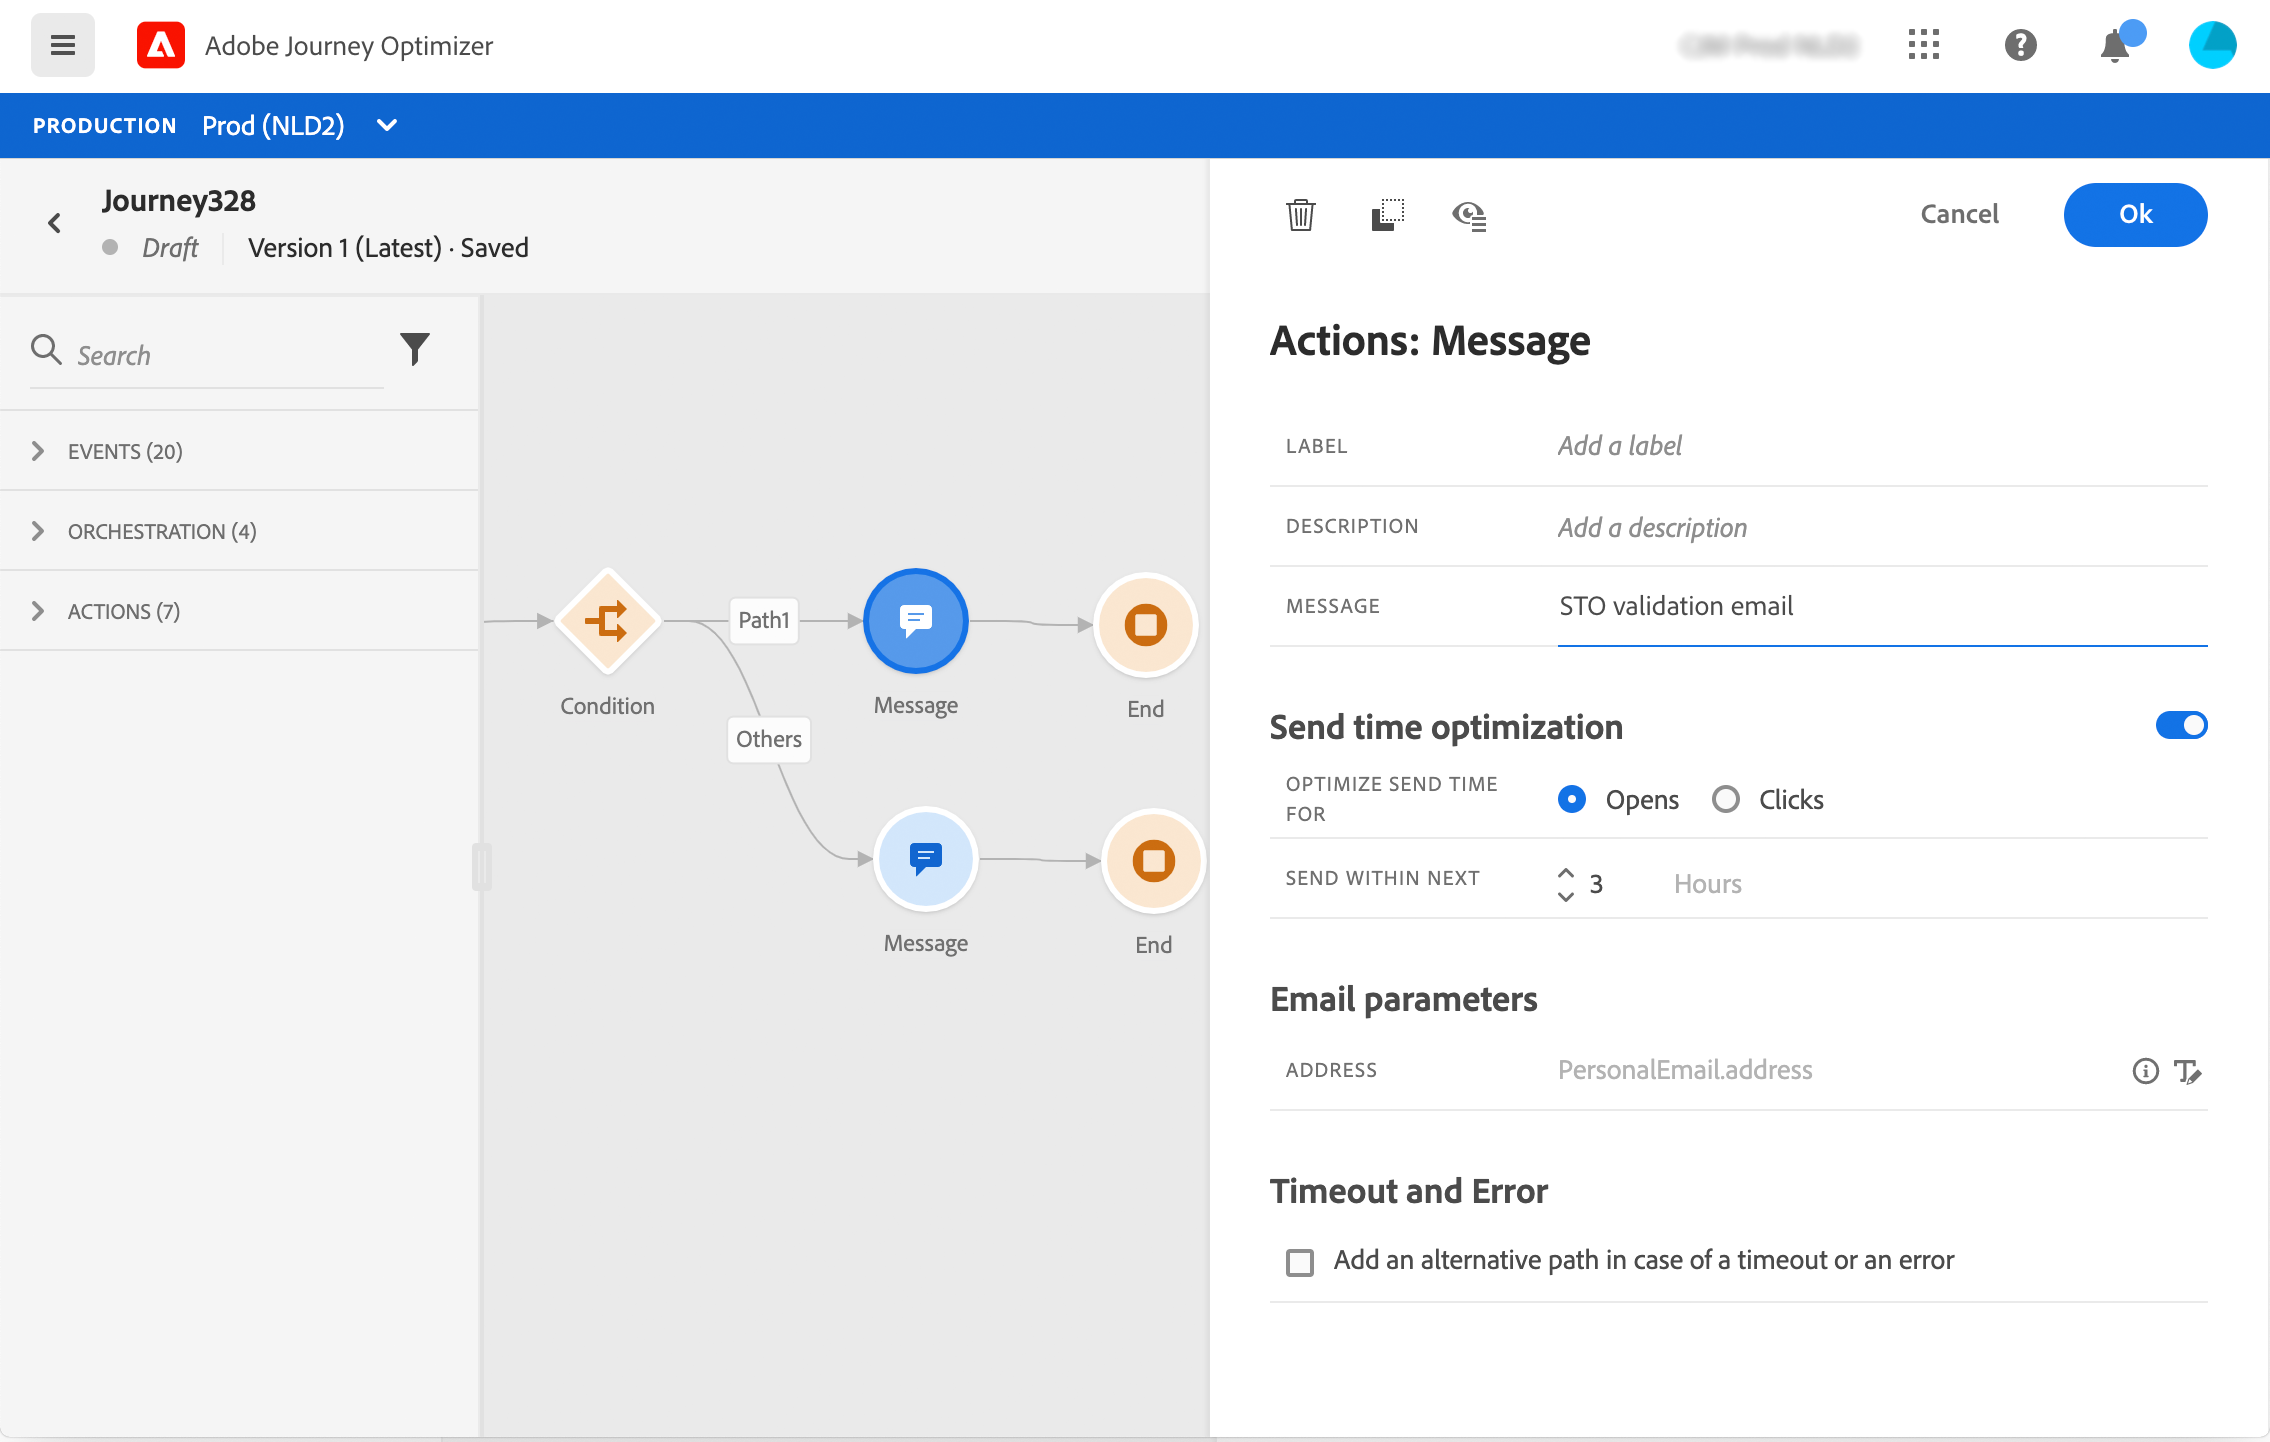 Adobe Journey Optimizer
PRODUCTION Prod (NLD2)
Journey328
Draft Version 1 (Latest) · Saved
Search
EVENTS (20)
ORCHESTRATION (4)
ACTIONS (7)
Condition
Path1
Others
Message
End
Message
End
Cancel
Ok
Actions: Message
LABEL Add a label
DESCRIPTION Add a description
MESSAGE STO validation email
Send time optimization
OPTIMIZE SEND TIME
FOR
Opens Clicks
SEND WITHIN NEXT 3 Hours
Email parameters
ADDRESS PersonalEmail.address
Timeout and Error
Add an alternative path in case of a timeout or an error